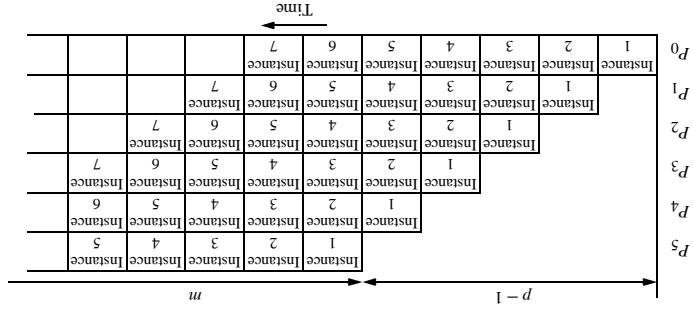 p − 1 m
P5 Instance 1 Instance 2 Instance 3 Instance 4 Instance 5
P4 Instance 1 Instance 2 Instance 3 Instance 4 Instance 5 Instance 6
P3 Instance 1 Instance 2 Instance 3 Instance 4 Instance 5 Instance 6 Instance 7
P2 Instance 1 Instance 2 Instance 3 Instance 4 Instance 5 Instance 6 Instance 7
P1 Instance 1 Instance 2 Instance 3 Instance 4 Instance 5 Instance 6 Instance 7
P0 Instance 1 Instance 2 Instance 3 Instance 4 Instance 5 Instance 6 Instance 7
Time